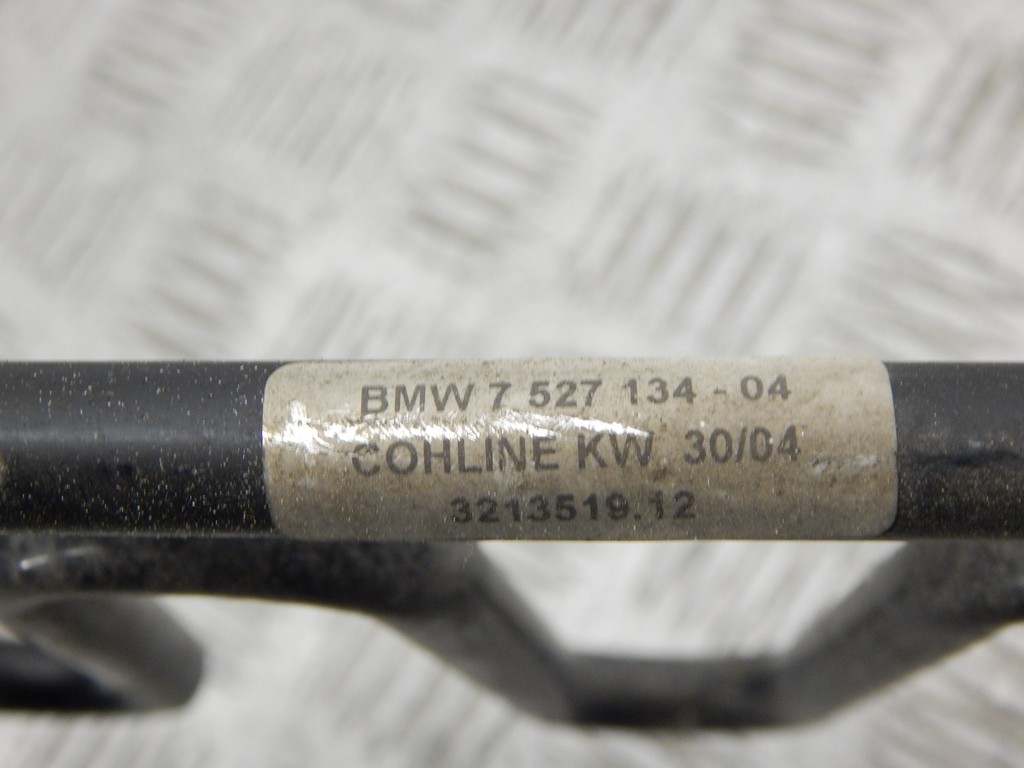 BMW 7 527 134 - 04
COHLINE KW 30/04
3213519.12